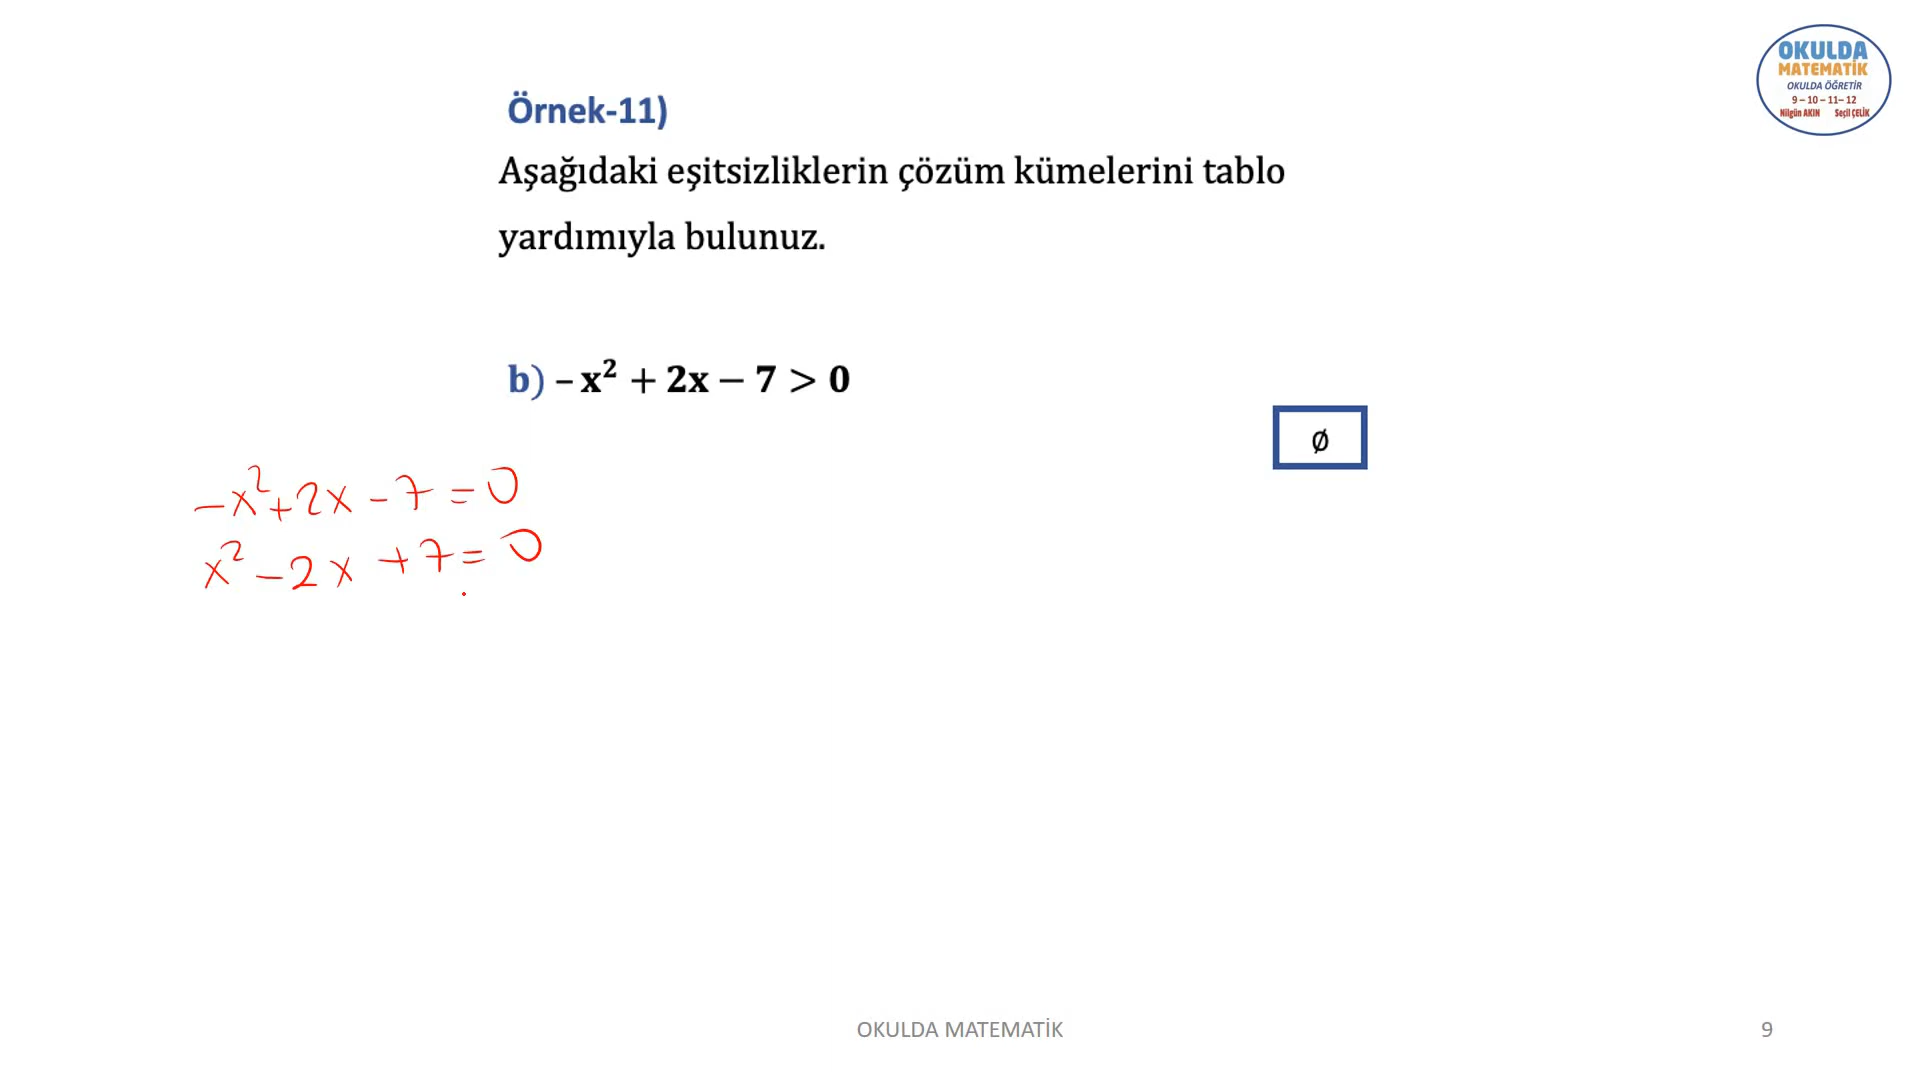 OKULDA
MATEMATİK
OKULDA ÖĞRETİR
9 – 10 – 11– 12
Nilgün AKIN Seçil ÇELİK
Örnek-11)
Aşağıdaki eşitsizliklerin çözüm kümelerini tablo
yardımıyla bulunuz.
b) – x² + 2x – 7 > 0
∅
-x²+2x-7=0
x²-2x+7=0
OKULDA MATEMATİK
9